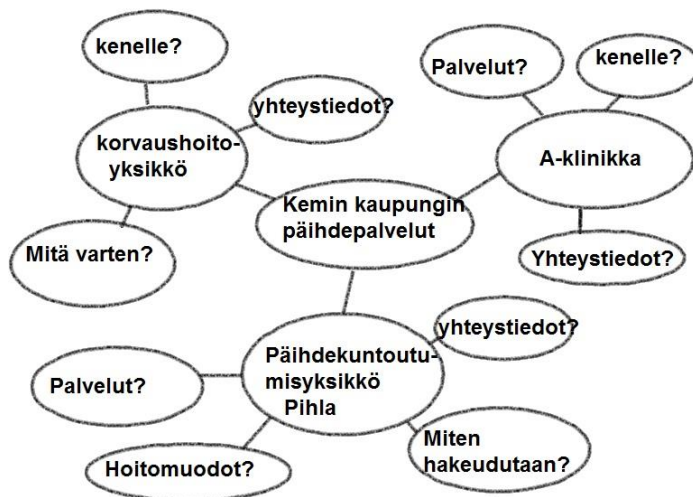 kenelle?
yhteystiedot?
korvaushoito-
yksikkö
Mitä varten?
Palvelut?
kenelle?
A-klinikka
Yhteystiedot?
Kemin kaupungin
päihdepalvelut
yhteystiedot?
Päihdekuntoutu-
misyksikkö
Pihla
Palvelut?
Hoitomuodot?
Miten
hakeudutaan?